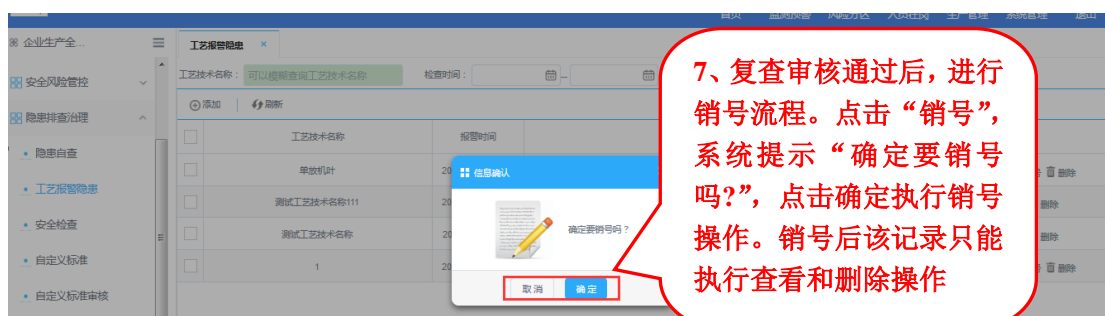 首页 监测预警 风险分区 人员在岗 生产管理 系统管理 退出
企业生产全...
工艺报警隐患 ×
工艺技术名称： 可以模糊查询工艺技术名称 检查时间： -
安全风险管控
添加 刷新
隐患排查治理
工艺技术名称 报警时间
隐患自查
单放机叶 20 删除
工艺报警隐患
测试工艺技术名称111 20 删除
安全检查
测试工艺技术名称 20 删除
自定义标准
1 20 删除
自定义标准审核
信息确认
确定要销号吗？
取消 确定
7、复查审核通过后，进行
销号流程。点击“销号”，
系统提示“确定要销号
吗?”，点击确定执行销号
操作。销号后该记录只能
执行查看和删除操作